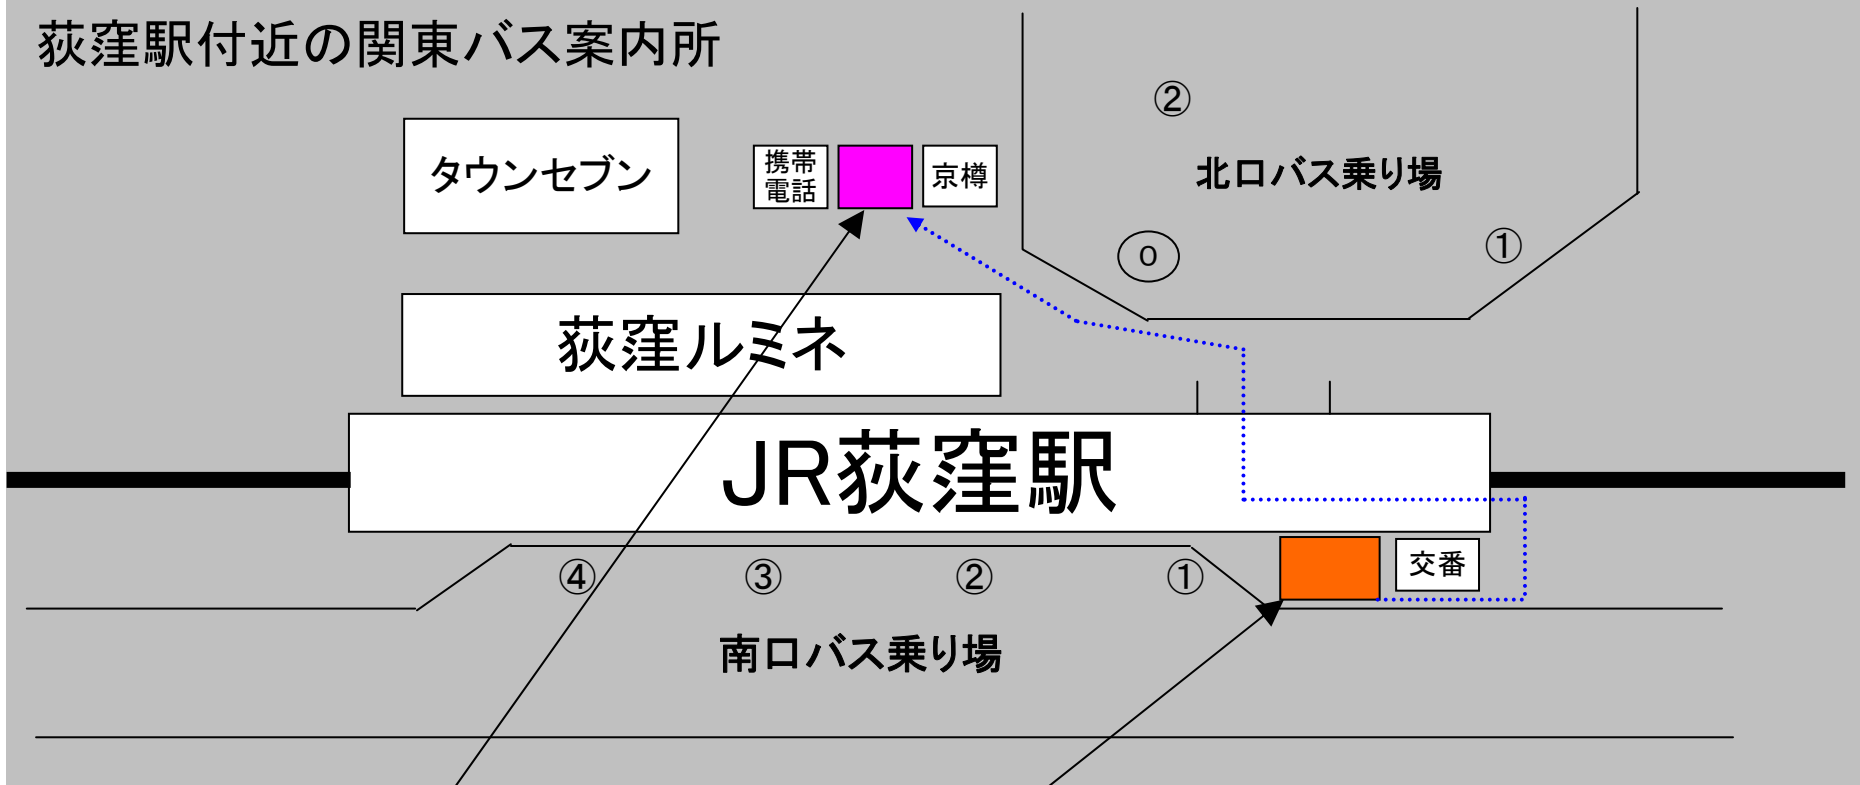 荻窪駅付近の関東バス案内所
②
タウンセブン
携帯
電話
京樽
北口バス乗り場
①
0
荻窪ルミネ
JR荻窪駅
④
③
②
①
交番
南口バス乗り場